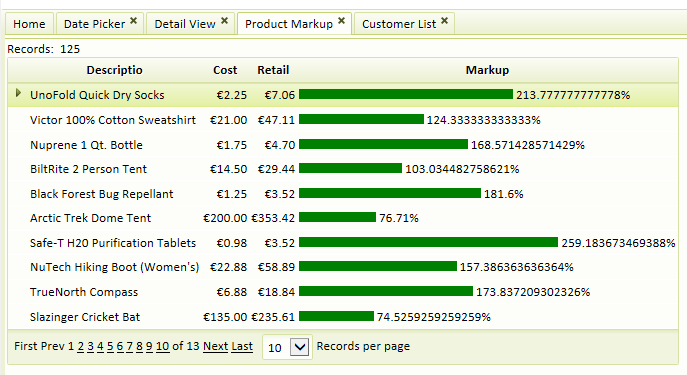 Home Date Picker × Detail View × Product Markup × Customer List ×
Records: 125
Descriptio Cost Retail Markup
UnoFold Quick Dry Socks €2.25 €7.06 213.777777777778%
Victor 100% Cotton Sweatshirt €21.00 €47.11 124.333333333333%
Nuprene 1 Qt. Bottle €1.75 €4.70 168.571428571429%
BiltRite 2 Person Tent €14.50 €29.44 103.034482758621%
Black Forest Bug Repellant €1.25 €3.52 181.6%
Arctic Trek Dome Tent €200.00 €353.42 76.71%
Safe-T H20 Purification Tablets €0.98 €3.52 259.183673469388%
NuTech Hiking Boot (Women's) €22.88 €58.89 157.386363636364%
TrueNorth Compass €6.88 €18.84 173.837209302326%
Slazinger Cricket Bat €135.00 €235.61 74.5259259259259%
First Prev 1 2 3 4 5 6 7 8 9 10 of 13 Next Last 10 Records per page